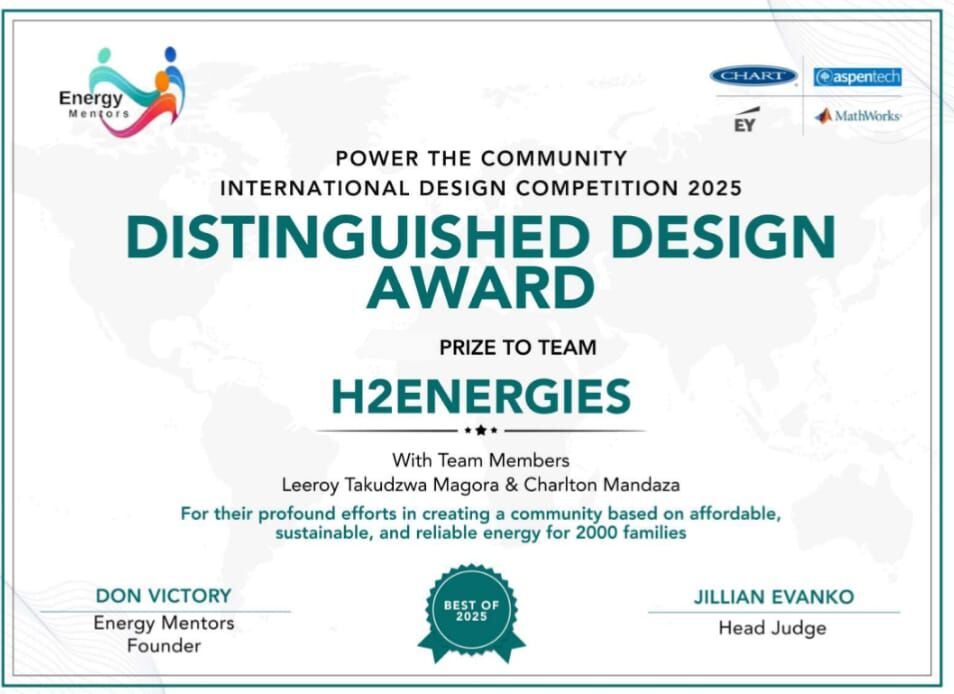 Energy
Mentors
CHART
aspentech
EY
MathWorks
POWER THE COMMUNITY
INTERNATIONAL DESIGN COMPETITION 2025
DISTINGUISHED DESIGN
AWARD
PRIZE TO TEAM
H2ENERGIES
With Team Members
Leeroy Takudzwa Magora & Charlton Mandaza
For their profound efforts in creating a community based on affordable,
sustainable, and reliable energy for 2000 families
DON VICTORY
Energy Mentors
Founder
BEST OF
2025
JILLIAN EVANKO
Head Judge